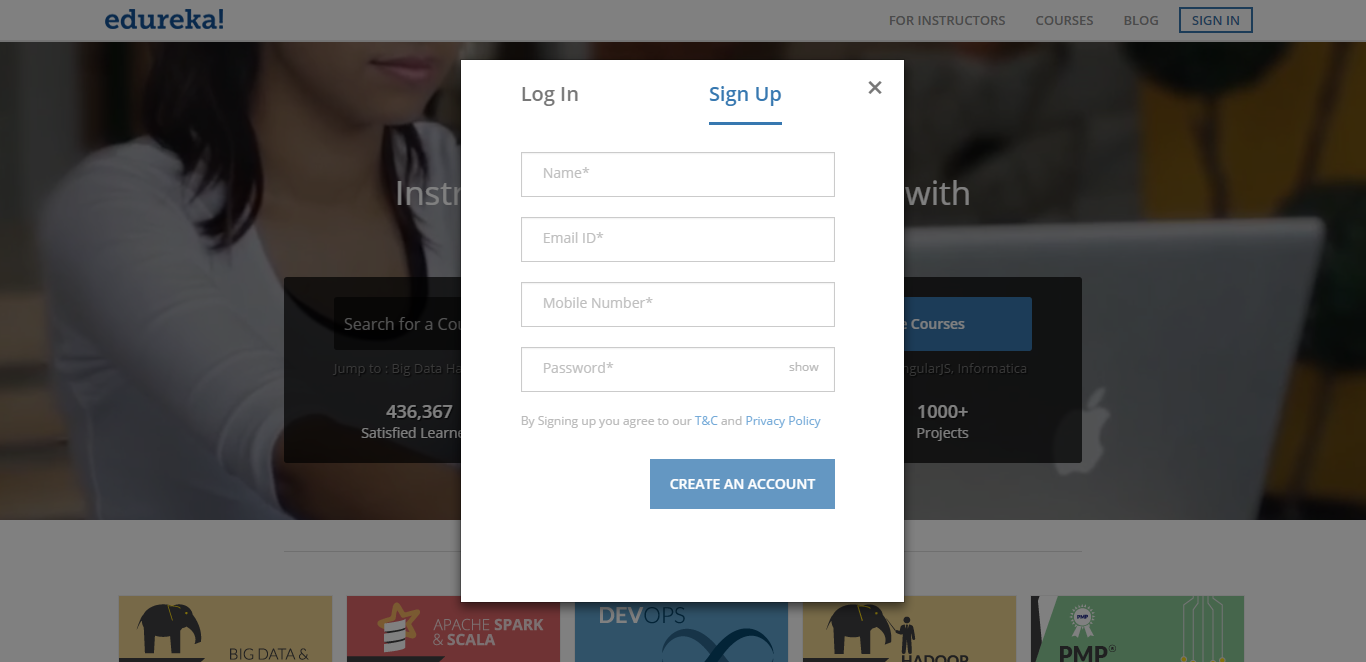 edureka!
FOR INSTRUCTORS COURSES BLOG SIGN IN
Log In Sign Up ×
Instr with
Name*
Email ID*
Mobile Number*
Search for a Cou Courses
Password* show
Jump to : Big Data Ha ngularJS, Informatica
436,367 1000+
Satisfied Learne Projects
By Signing up you agree to our T&C and Privacy Policy
CREATE AN ACCOUNT
BIG DATA &
APACHE SPARK
& SCALA
DEVOPS
HADOOP
PMP
PMP®